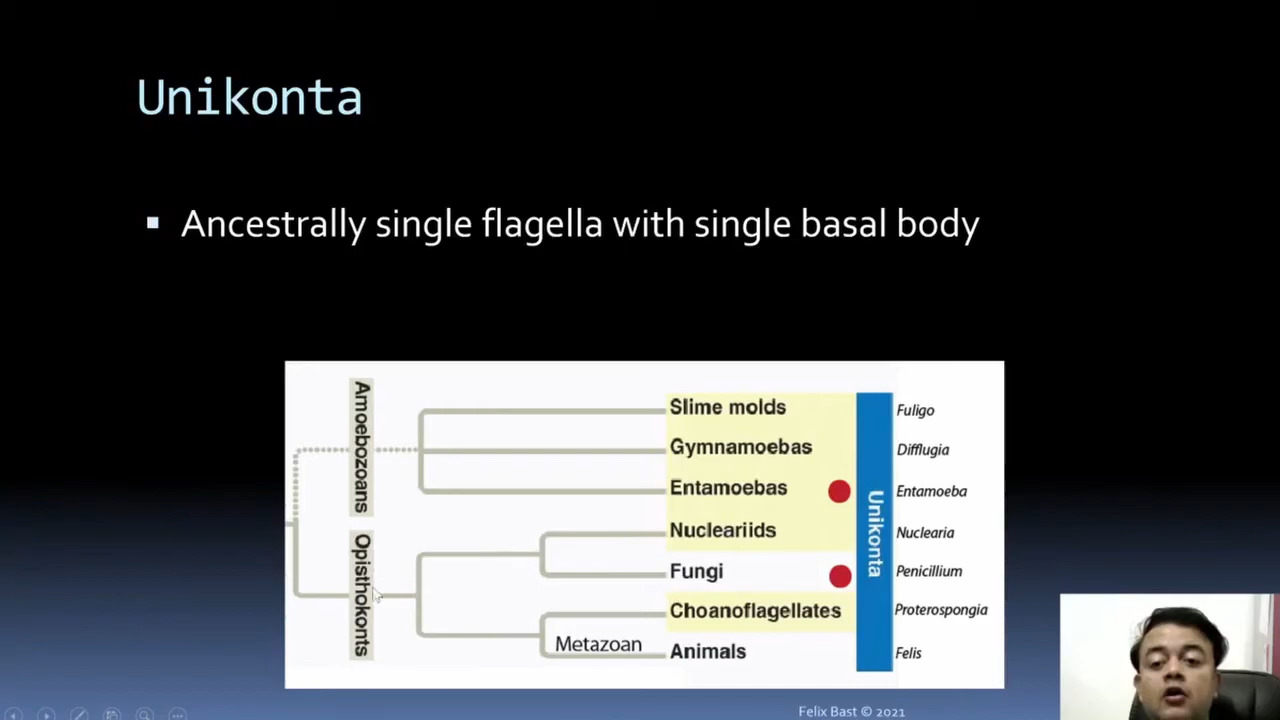 Unikonta
Ancestrally single flagella with single basal body
Amoebozoans
Opisthokonts
Slime molds
Gymnamoebas
Entamoebas
Nucleariids
Fungi
Choanoflagellates
Metazoan
Animals
Unikonta
Fuligo
Difflugia
Entamoeba
Nuclearia
Penicillium
Proterospongia
Felis
Felix Bast © 2021